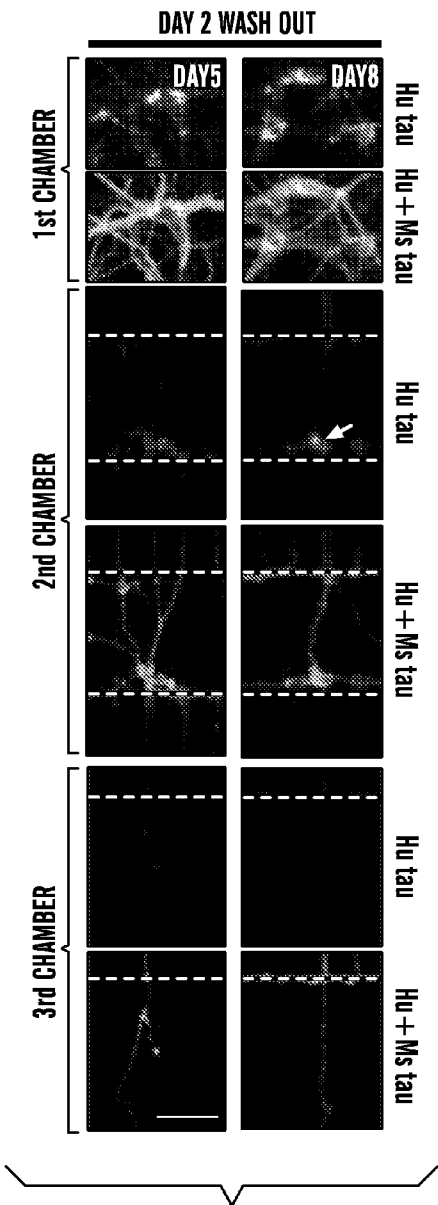 DAY 2 WASH OUT
DAY5
DAY8
1st CHAMBER
Hu tau
Hu + Ms tau
2nd CHAMBER
Hu tau
Hu + Ms tau
3rd CHAMBER
Hu tau
Hu + Ms tau